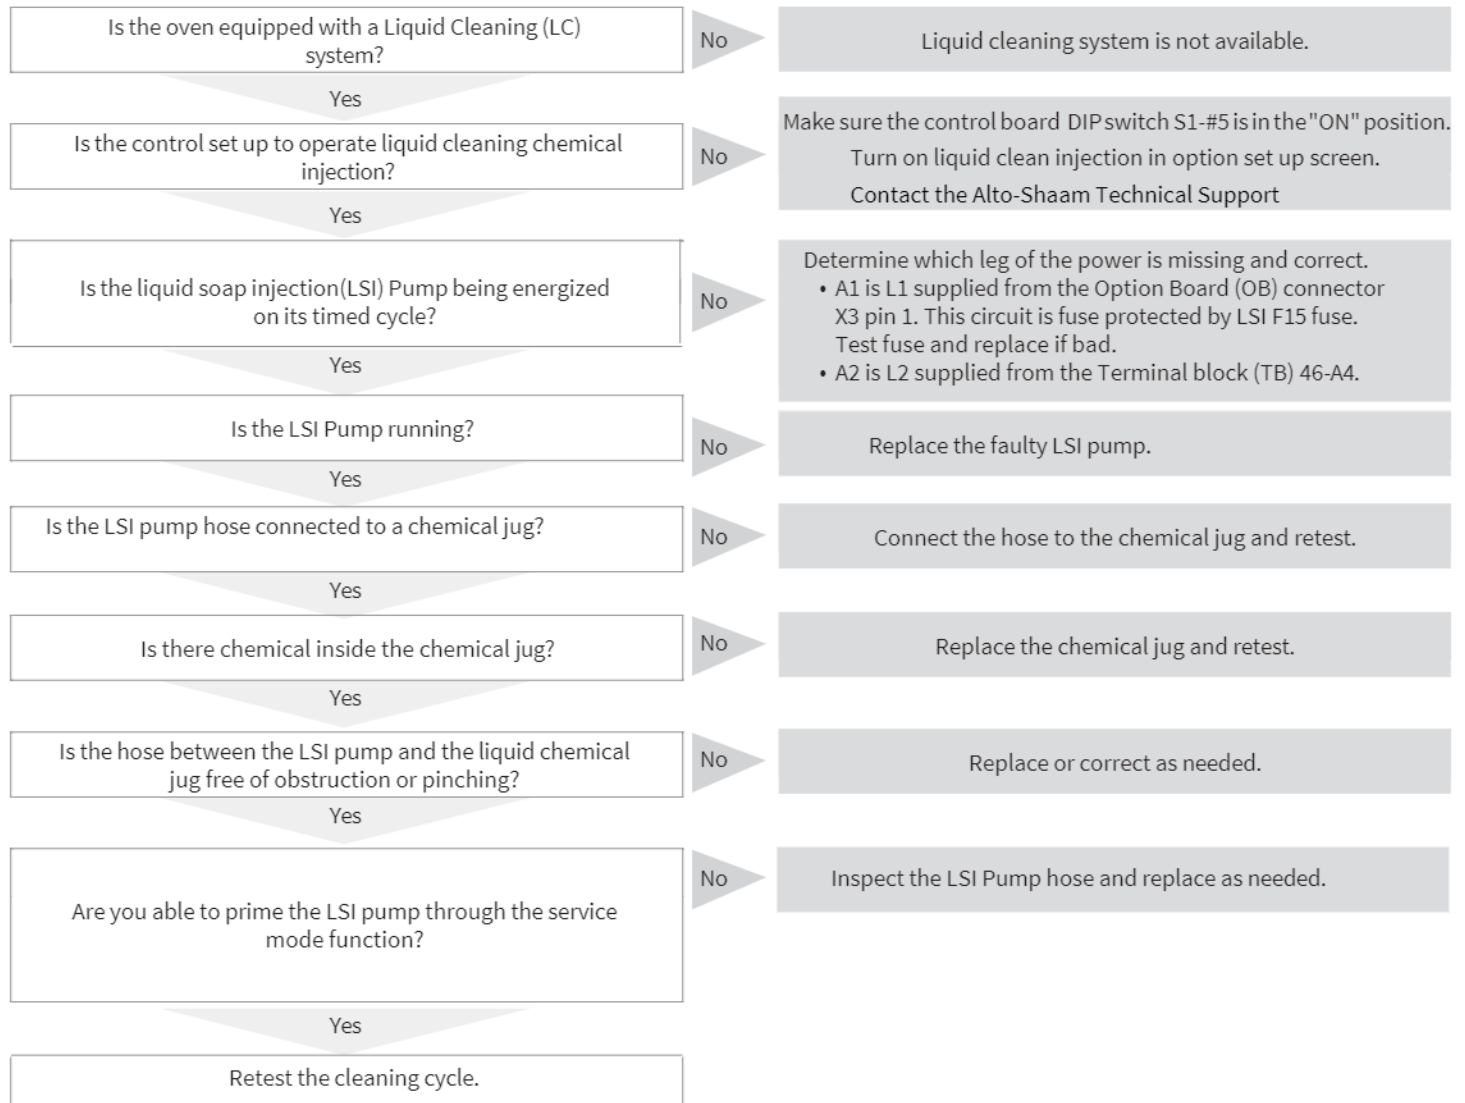 Is the oven equipped with a Liquid Cleaning (LC)
system?
No
Liquid cleaning system is not available.
Yes
Is the control set up to operate liquid cleaning chemical
injection?
No
Make sure the control board DIP switch S1-#5 is in the "ON" position.
Turn on liquid clean injection in option set up screen.
Contact the Alto-Shaam Technical Support
Yes
Is the liquid soap injection(LSI) Pump being energized
on its timed cycle?
No
Determine which leg of the power is missing and correct.
• A1 is L1 supplied from the Option Board (OB) connector
X3 pin 1. This circuit is fuse protected by LSI F15 fuse.
Test fuse and replace if bad.
• A2 is L2 supplied from the Terminal block (TB) 46-A4.
Yes
Is the LSI Pump running?
No
Replace the faulty LSI pump.
Yes
Is the LSI pump hose connected to a chemical jug?
No
Connect the hose to the chemical jug and retest.
Yes
Is there chemical inside the chemical jug?
No
Replace the chemical jug and retest.
Yes
Is the hose between the LSI pump and the liquid chemical
jug free of obstruction or pinching?
No
Replace or correct as needed.
Yes
Are you able to prime the LSI pump through the service
mode function?
No
Inspect the LSI Pump hose and replace as needed.
Yes
Retest the cleaning cycle.